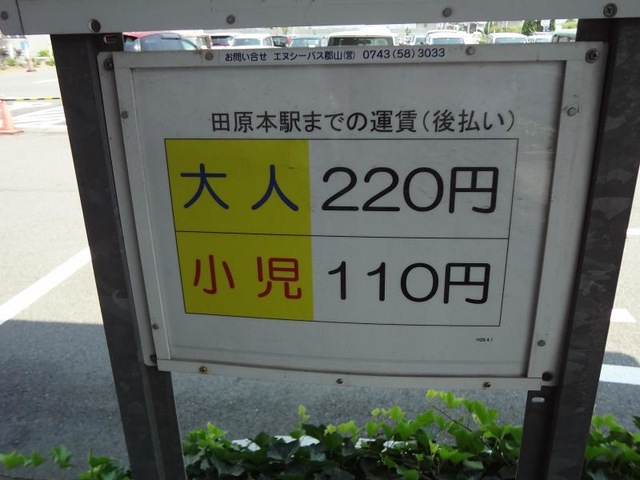 お問い合せ エヌシーバス郡山(営) 0743(58)3033
田原本駅までの運賃(後払い)
大人 220円
小児 110円